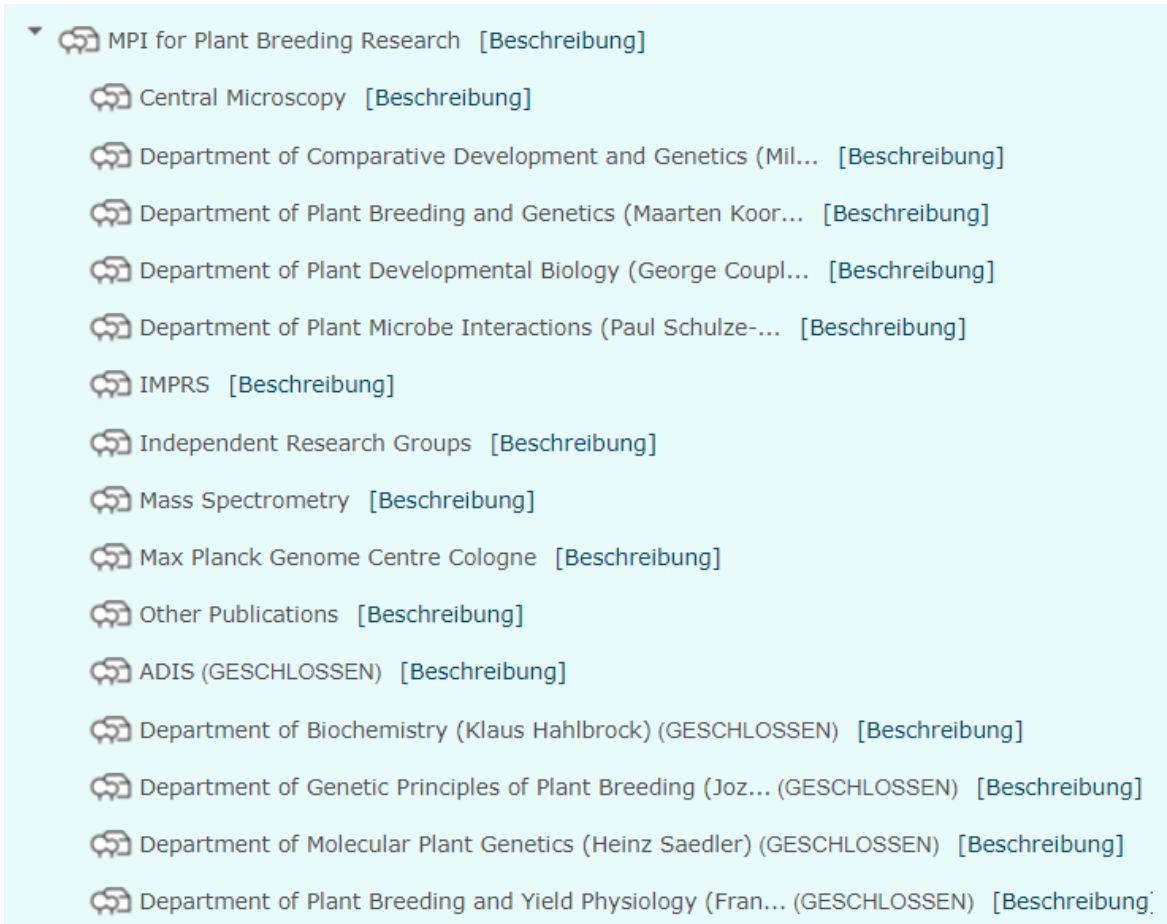 MPI for Plant Breeding Research [Beschreibung]
Central Microscopy [Beschreibung]
Department of Comparative Development and Genetics (Mil... [Beschreibung]
Department of Plant Breeding and Genetics (Maarten Koor... [Beschreibung]
Department of Plant Developmental Biology (George Coupl... [Beschreibung]
Department of Plant Microbe Interactions (Paul Schulze-... [Beschreibung]
IMPRS [Beschreibung]
Independent Research Groups [Beschreibung]
Mass Spectrometry [Beschreibung]
Max Planck Genome Centre Cologne [Beschreibung]
Other Publications [Beschreibung]
ADIS (GESCHLOSSEN) [Beschreibung]
Department of Biochemistry (Klaus Hahlbrock) (GESCHLOSSEN) [Beschreibung]
Department of Genetic Principles of Plant Breeding (Joz... (GESCHLOSSEN) [Beschreibung]
Department of Molecular Plant Genetics (Heinz Saedler) (GESCHLOSSEN) [Beschreibung]
Department of Plant Breeding and Yield Physiology (Fran... (GESCHLOSSEN) [Beschreibung]